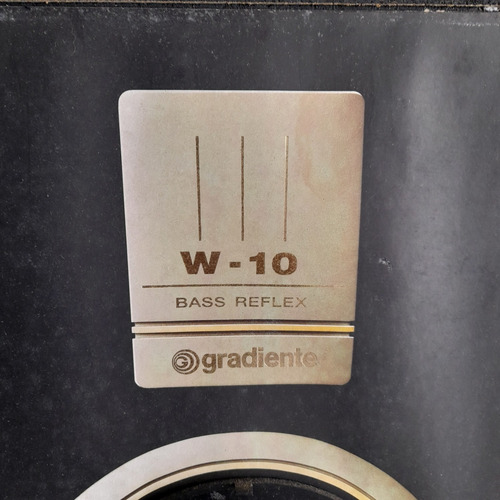 W-10
BASS REFLEX
G gradiente